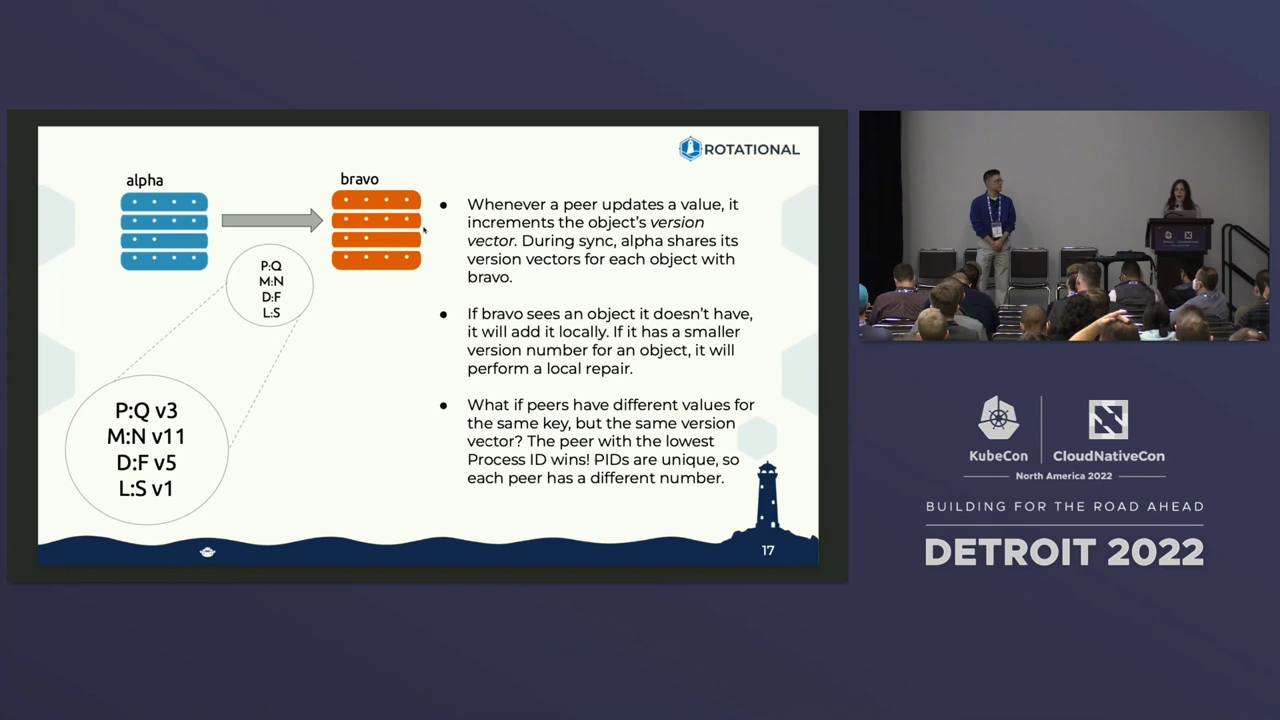 ROTATIONAL
alpha
bravo
P:Q
M:N
D:F
L:S
P:Q v3
M:N v11
D:F v5
L:S v1
● Whenever a peer updates a value, it
increments the object's version
vector. During sync, alpha shares its
version vectors for each object with
bravo.
● If bravo sees an object it doesn't have,
it will add it locally. If it has a smaller
version number for an object, it will
perform a local repair.
● What if peers have different values for
the same key, but the same version
vector? The peer with the lowest
Process ID wins! PIDs are unique, so
each peer has a different number.
17
KubeCon
CloudNativeCon
North America 2022
BUILDING FOR THE ROAD AHEAD
DETROIT 2022